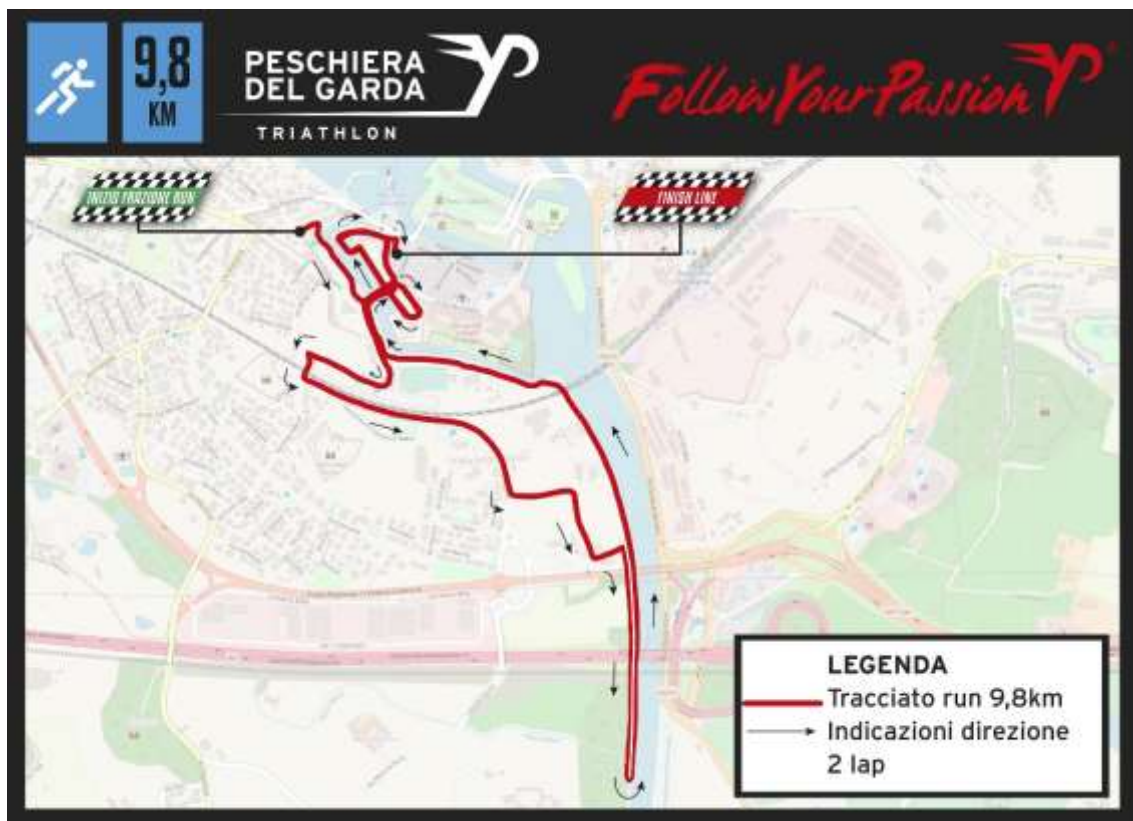 9,8
KM
PESCHIERA
DEL GARDA
TRIATHLON
Follow Your Passion
INIZIO FRAZIONE RUN
FINISH LINE
LEGENDA
Tracciato run 9,8km
Indicazioni direzione
2 lap